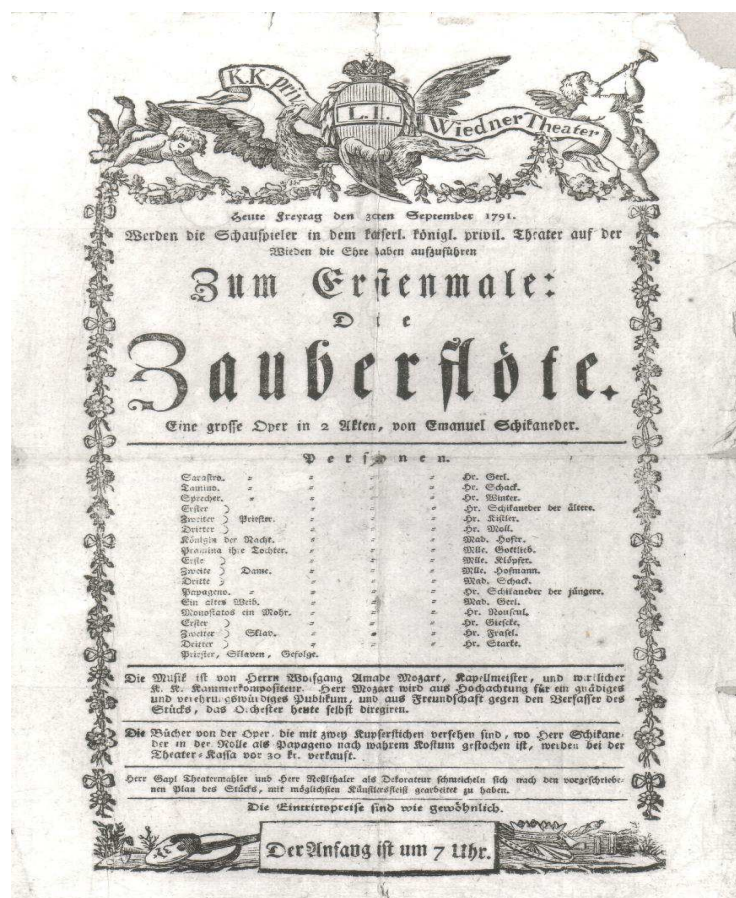 K.K. priv.
L. II.
Wiedner Theater
Heute Freytag den 30ten September 1791.
Werden die Schauspieler in dem kaiserl. königl. privil. Theater auf der
Wieden die Ehre haben aufzuführen
Zum Erstenmale:
Die
Zauberflöte.
Eine grosse Oper in 2 Akten, von Emanuel Schikaneder.
Personen.
Sarastro. Hr. Gerl.
Tamino. Hr. Schack.
Sprecher. Hr. Winter.
Erster ) Hr. Schikaneder der ältere.
Zweiter ) Priester. Hr. Kistler.
Dritter ) Hr. Moll.
Königin der Nacht. Mad. Hofer.
Pamina ihre Tochter. Mlle. Gottlieb.
Erste ) Mlle. Klöpfer.
Zweite ) Dame. Mlle. Hofmann.
Dritte ) Mad. Schack.
Papageno. Hr. Schikaneder der jüngere.
Ein altes Weib. Mad. Gerl.
Monostatos ein Mohr. Hr. Nouseul.
Erster ) Hr. Gieseke.
Zweiter ) Sklav. Hr. Frasel.
Dritter ) Hr. Starke.
Priester, Sklaven, Gefolge.
Die Musik ist von Herrn Wolfgang Amade Mozart, Kapellmeister, und wirklicher
K. K. Kammerkompositeur. Herr Mozart wird aus Hochachtung für ein gnädiges
und verehrungswürdiges Publikum, und aus Freundschaft gegen den Verfasser des
Stücks, das Orchester heute selbst dirigiren.
Die Bücher von der Oper, die mit zwey Kupferstichen versehen sind, wo Herr Schikane-
der in der Rolle als Papageno nach wahrem Kostum gestochen ist, werden bei der
Theater-Kassa vor 30 kr. verkauft.
Herr Gayl Theatermahler und Herr Neßlthaler als Dekorateur schmeicheln sich nach den vorgeschriebe-
nen Plan des Stücks, mit möglichsten Künstlersfleiß gearbeitet zu haben.
Die Eintrittspreise sind wie gewöhnlich.
Der Anfang ist um 7 Uhr.